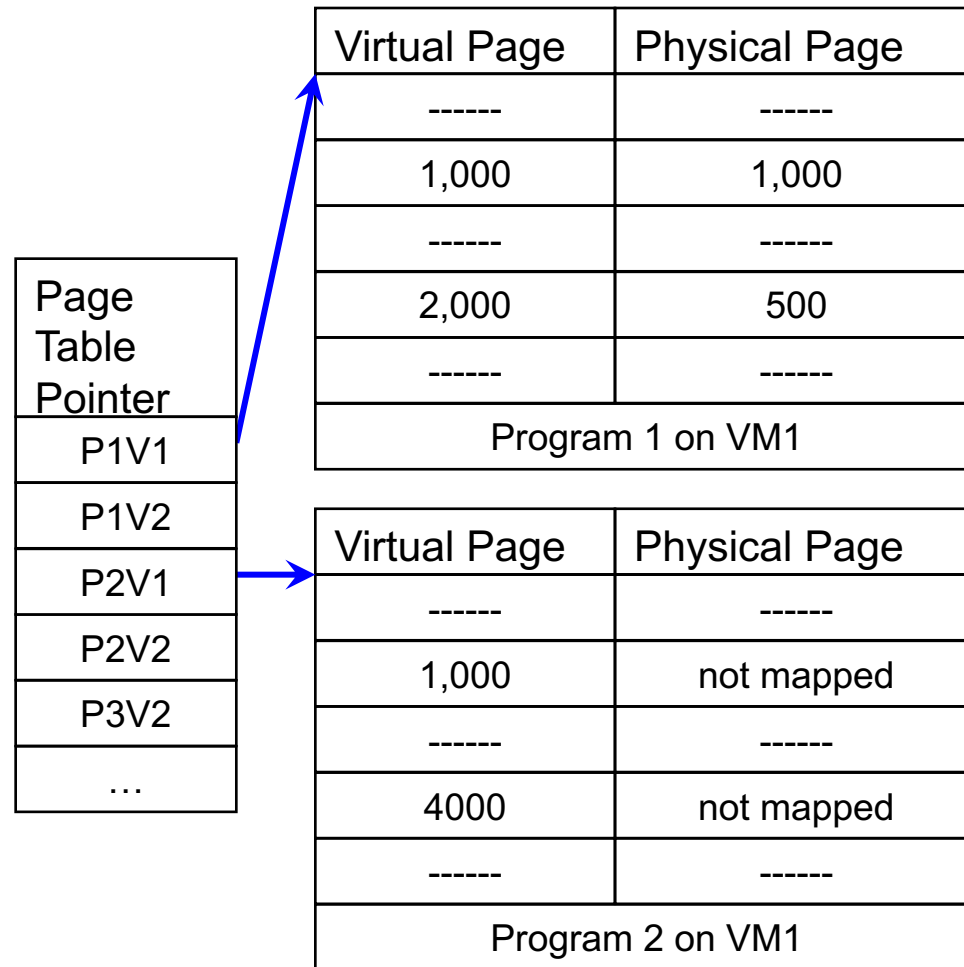 Virtual Page Physical Page
------ ------
1,000 1,000
------ ------
2,000 500
------ ------
Program 1 on VM1
Page
Table
Pointer
P1V1
P1V2
P2V1
P2V2
P3V2
…
Virtual Page Physical Page
------ ------
1,000 not mapped
------ ------
4000 not mapped
------ ------
Program 2 on VM1